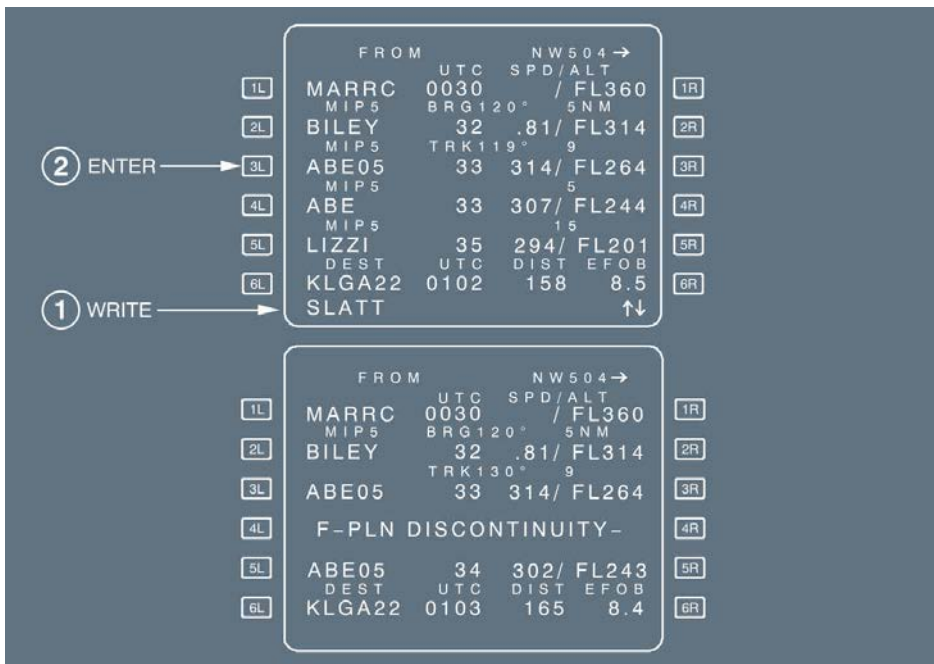 FROM NW504→
UTC SPD/ALT
1L MARRC 0030 / FL360 1R
MIP5 BRG120° 5NM
2L BILEY 32 .81/ FL314 2R
MIP5 TRK119° 9
2 ENTER 3L ABE05 33 314/ FL264 3R
MIP5 5
4L ABE 33 307/ FL244 4R
MIP5 15
5L LIZZI 35 294/ FL201 5R
DEST UTC DIST EFOB
6L KLGA22 0102 158 8.5 6R
1 WRITE SLATT ↑↓
FROM NW504→
UTC SPD/ALT
1L MARRC 0030 / FL360 1R
MIP5 BRG120° 5NM
2L BILEY 32 .81/ FL314 2R
TRK130° 9
3L ABE05 33 314/ FL264 3R
4L F-PLN DISCONTINUITY- 4R
5L ABE05 34 302/ FL243 5R
DEST UTC DIST EFOB
6L KLGA22 0103 165 8.4 6R